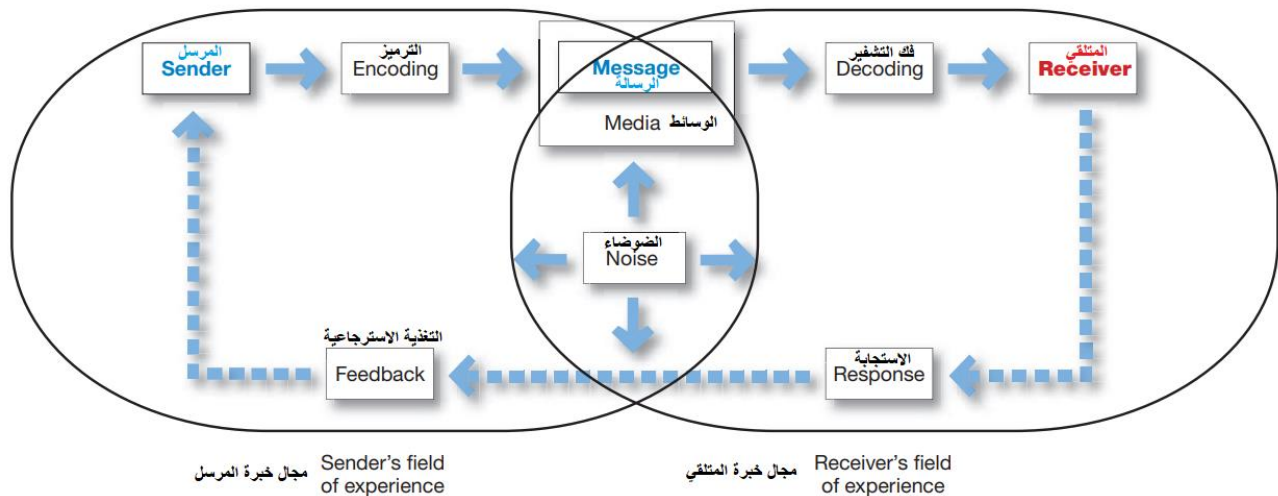 المرسل
Sender
الترميز
Encoding
Message
الرسالة
Media الوسائط
فك التشفير
Decoding
المتلقي
Receiver
الضوضاء
Noise
التغذية الاسترجاعية
Feedback
الاستجابة
Response
مجال خبرة المرسل
Sender's field
of experience
مجال خبرة المتلقي
Receiver's field
of experience